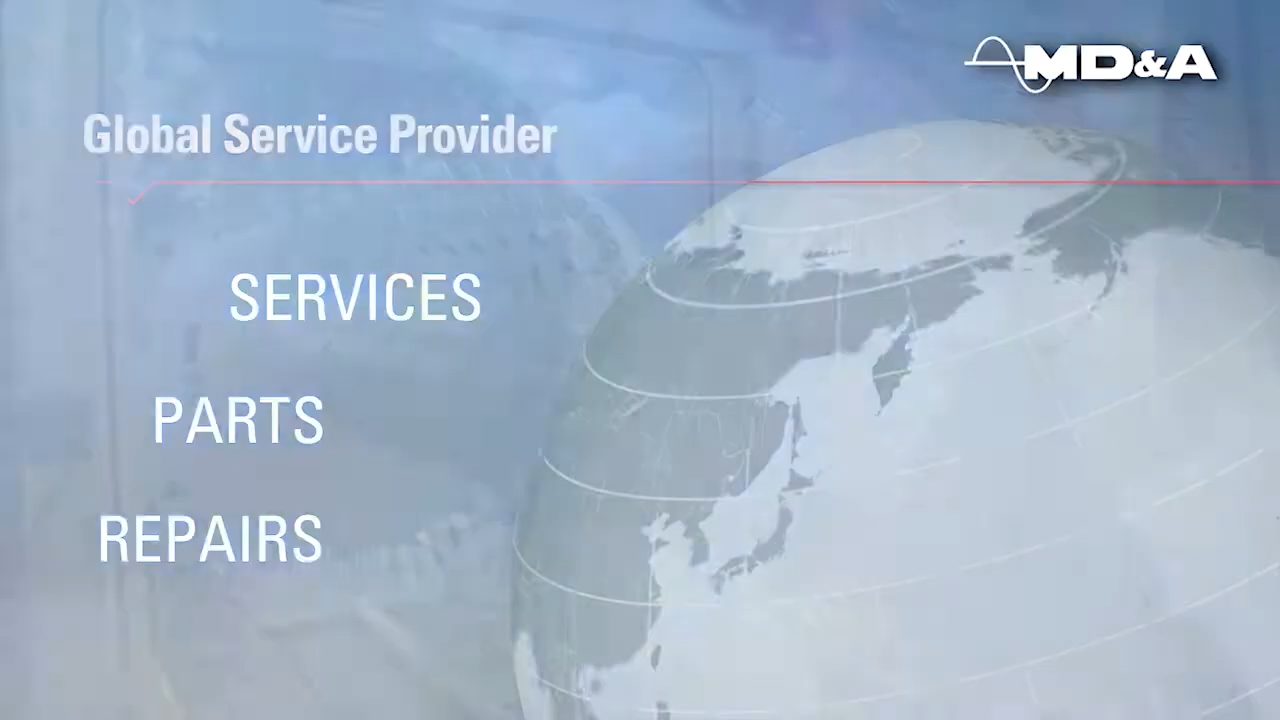 MD&A
Global Service Provider
SERVICES
PARTS
REPAIRS